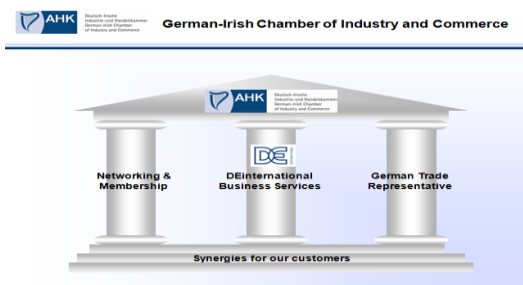 AHK
Deutsch-Irische
Industrie- und Handelskammer
German-Irish Chamber
of Industry and Commerce
German-Irish Chamber of Industry and Commerce
AHK
Deutsch-Irische
Industrie- und Handelskammer
German-Irish Chamber
of Industry and Commerce
DE
Networking &
Membership
DEinternational
Business Services
German Trade
Representative
Synergies for our customers